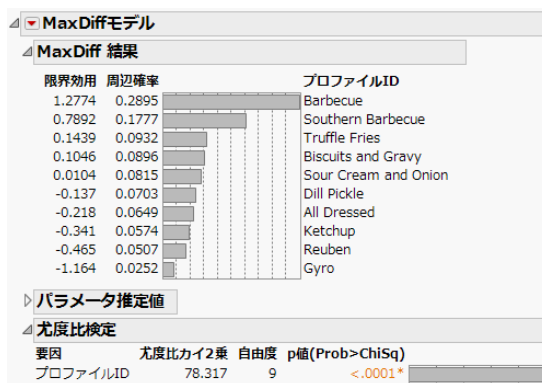 MaxDiffモデル
MaxDiff 結果
限界効用 周辺確率 プロファイルID
1.2774 0.2895 Barbecue
0.7892 0.1777 Southern Barbecue
0.1439 0.0932 Truffle Fries
0.1046 0.0896 Biscuits and Gravy
0.0104 0.0815 Sour Cream and Onion
-0.137 0.0703 Dill Pickle
-0.218 0.0649 All Dressed
-0.341 0.0574 Ketchup
-0.465 0.0507 Reuben
-1.164 0.0252 Gyro
パラメータ推定値
尤度比検定
要因 尤度比カイ2乗 自由度 p値(Prob>ChiSq)
プロファイルID 78.317 9 <.0001*